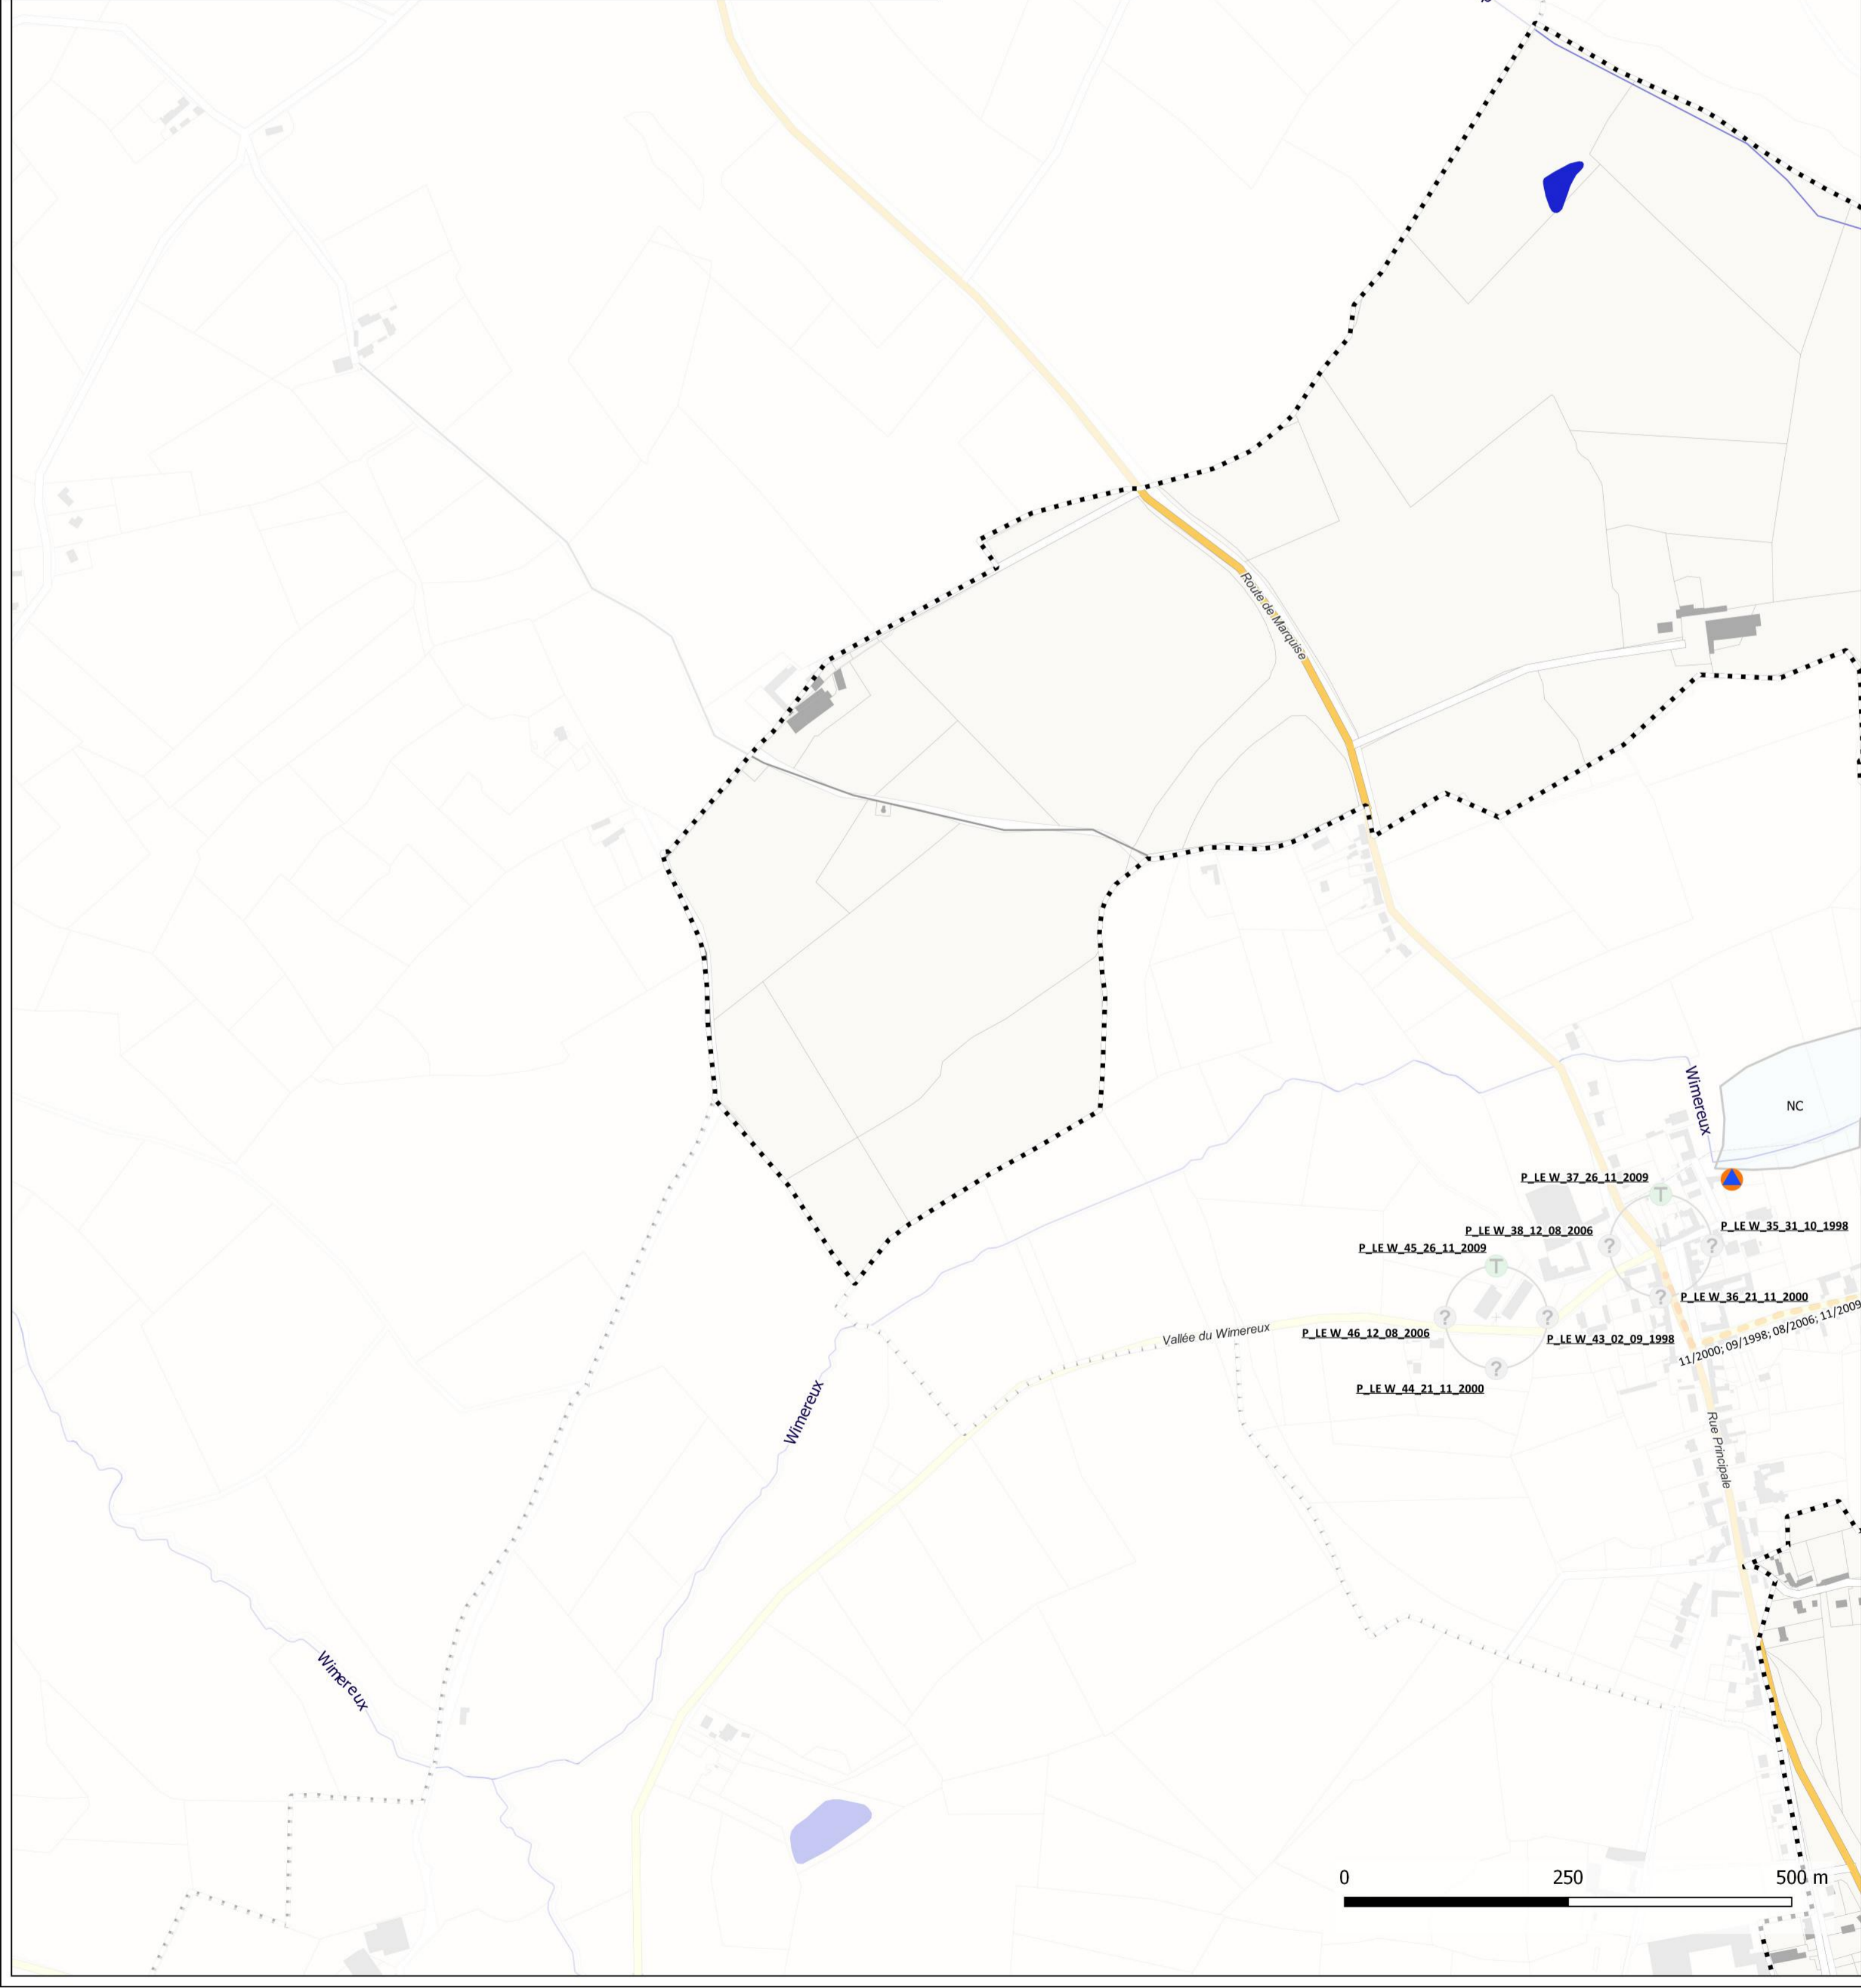 Route de Marquise
Wimereux
NC
P_LE W_37_26_11_2009
P_LE W_35_31_10_1998
P_LE W_38_12_08_2006
P_LE W_45_26_11_2009
T
T
?
?
?
?
?
?
P_LE W_36_21_11_2000
P_LE W_46_12_08_2006
Vallée du Wimereux
P_LE W_43_02_09_1998
11/2000; 09/1998; 08/2006; 11/2009
P_LE W_44_21_11_2000
Wimereux
Rue Principale
Wimereux
0 250 500 m